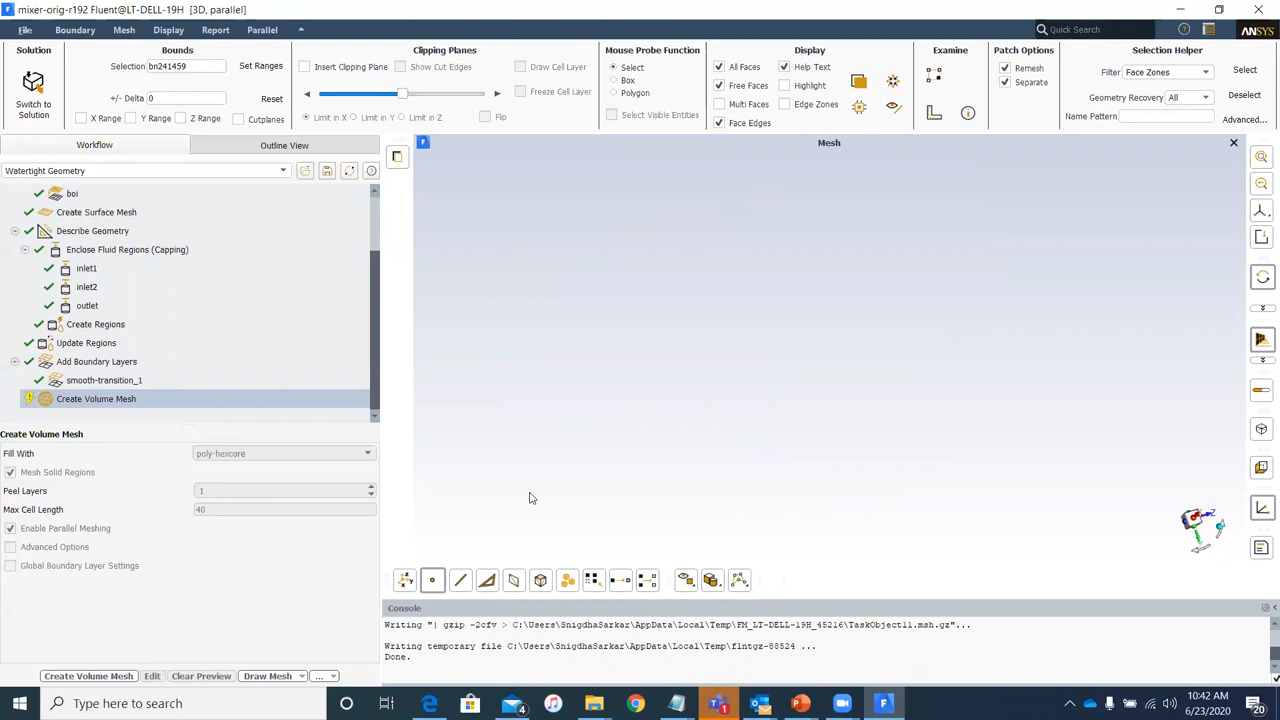 mixer-orig-r192 Fluent@LT-DELL-19H [3D, parallel]
File Boundary Mesh Display Report Parallel Quick Search ANSYS
Solution Bounds Clipping Planes Mouse Probe Function Display Examine Patch Options Selection Helper
Switch to Solution
Selection bn241459 Set Ranges
+/- Delta 0 Reset
X Range Y Range Z Range Cutplanes
Insert Clipping Plane Show Cut Edges Draw Cell Layer
Freeze Cell Layer
Limit in X Limit in Y Limit in Z Flip
Select
Box
Polygon
Select Visible Entities
All Faces Help Text
Free Faces Highlight
Multi Faces Edge Zones
Face Edges
Remesh
Separate
Filter Face Zones Select
Geometry Recovery All Deselect
Name Pattern Advanced...
Workflow Outline View
Watertight Geometry
boi
Create Surface Mesh
Describe Geometry
Enclose Fluid Regions (Capping)
inlet1
inlet2
outlet
Create Regions
Update Regions
Add Boundary Layers
smooth-transition_1
Create Volume Mesh
Create Volume Mesh
Fill With poly-hexcore
Mesh Solid Regions
Peel Layers 1
Max Cell Length 40
Enable Parallel Meshing
Advanced Options
Global Boundary Layer Settings
Create Volume Mesh Edit Clear Preview Draw Mesh ...
Mesh
Z
Console
Writing "| gzip -2cfv > C:\Users\SnigdhaSarkar\AppData\Local\Temp\FM_LT-DELL-19H_45216\TaskObject11.msh.gz"...
Writing temporary file C:\Users\SnigdhaSarkar\AppData\Local\Temp\flntgz-88524 ...
Done.
Type here to search
4
1
10:42 AM
6/23/2020
20